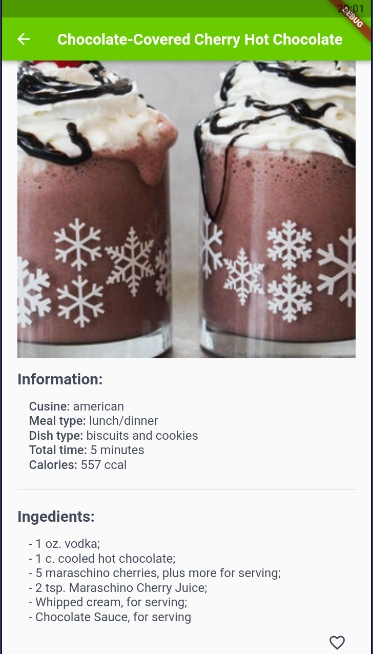 Chocolate-Covered Cherry Hot Chocolate
DEBUG
Information:
Cusine: american
Meal type: lunch/dinner
Dish type: biscuits and cookies
Total time: 5 minutes
Calories: 557 ccal
Ingedients:
- 1 oz. vodka;
- 1 c. cooled hot chocolate;
- 5 maraschino cherries, plus more for serving;
- 2 tsp. Maraschino Cherry Juice;
- Whipped cream, for serving;
- Chocolate Sauce, for serving